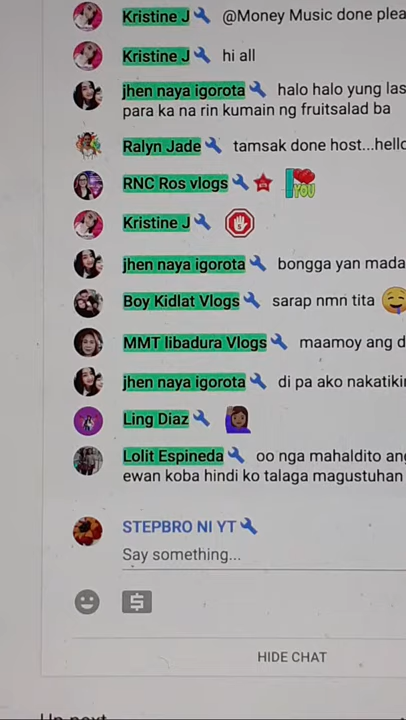 Kristine J @Money Music done plea
Kristine J hi all
jhen naya igorota halo halo yung las
para ka na rin kumain ng fruitsalad ba
Ralyn Jade tamsak done host...hello
RNC Ros vlogs YOU
Kristine J
jhen naya igorota bongga yan mada
Boy Kidlat Vlogs sarap nmn tita
MMT libadura Vlogs maamoy ang d
jhen naya igorota di pa ako nakatiki
Ling Diaz
Lolit Espineda oo nga mahaldito ang
ewan koba hindi ko talaga magustuhan
STEPBRO NI YT
Say something...
$
HIDE CHAT
Up next